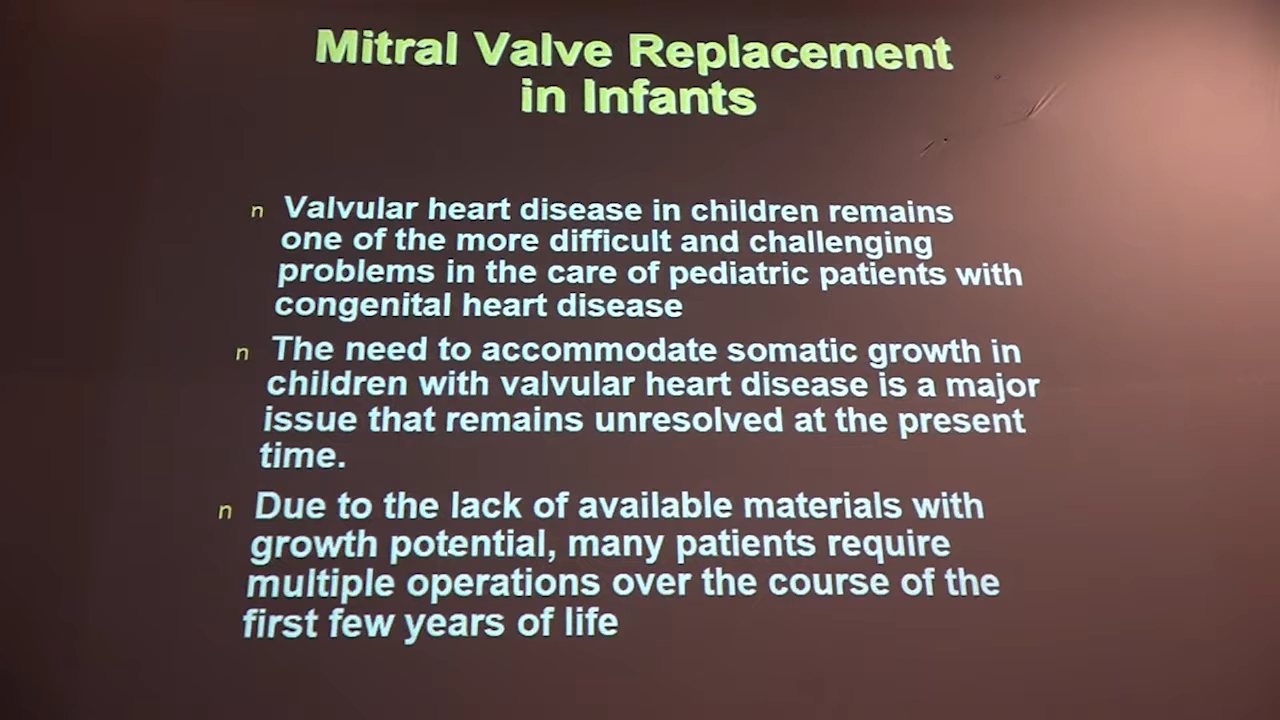 Mitral Valve Replacement
in Infants
n Valvular heart disease in children remains
one of the more difficult and challenging
problems in the care of pediatric patients with
congenital heart disease
n The need to accommodate somatic growth in
children with valvular heart disease is a major
issue that remains unresolved at the present
time.
n Due to the lack of available materials with
growth potential, many patients require
multiple operations over the course of the
first few years of life